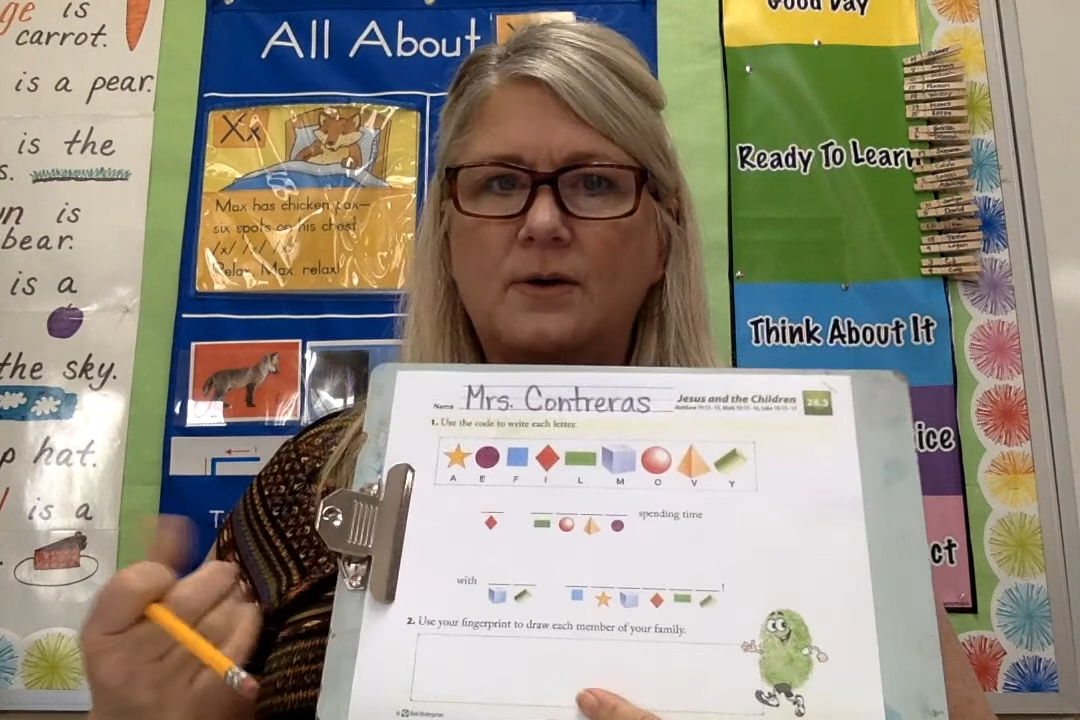 ge is
carrot.
is a pear.
is the
s.
n is
bear.
is a
the sky.
p hat.
is a
All About
Xx
Max has chicken pox—
six spots on his chest
/x/ /x/ /x/
Relax, Max, relax!
Good Day
Ready To Learn
Think About It
ice
ct
Name Mrs. Contreras
Jesus and the Children
28.3
1. Use the code to write each letter.
A E F I L M O V Y
spending time
with !
2. Use your fingerprint to draw each member of your family.